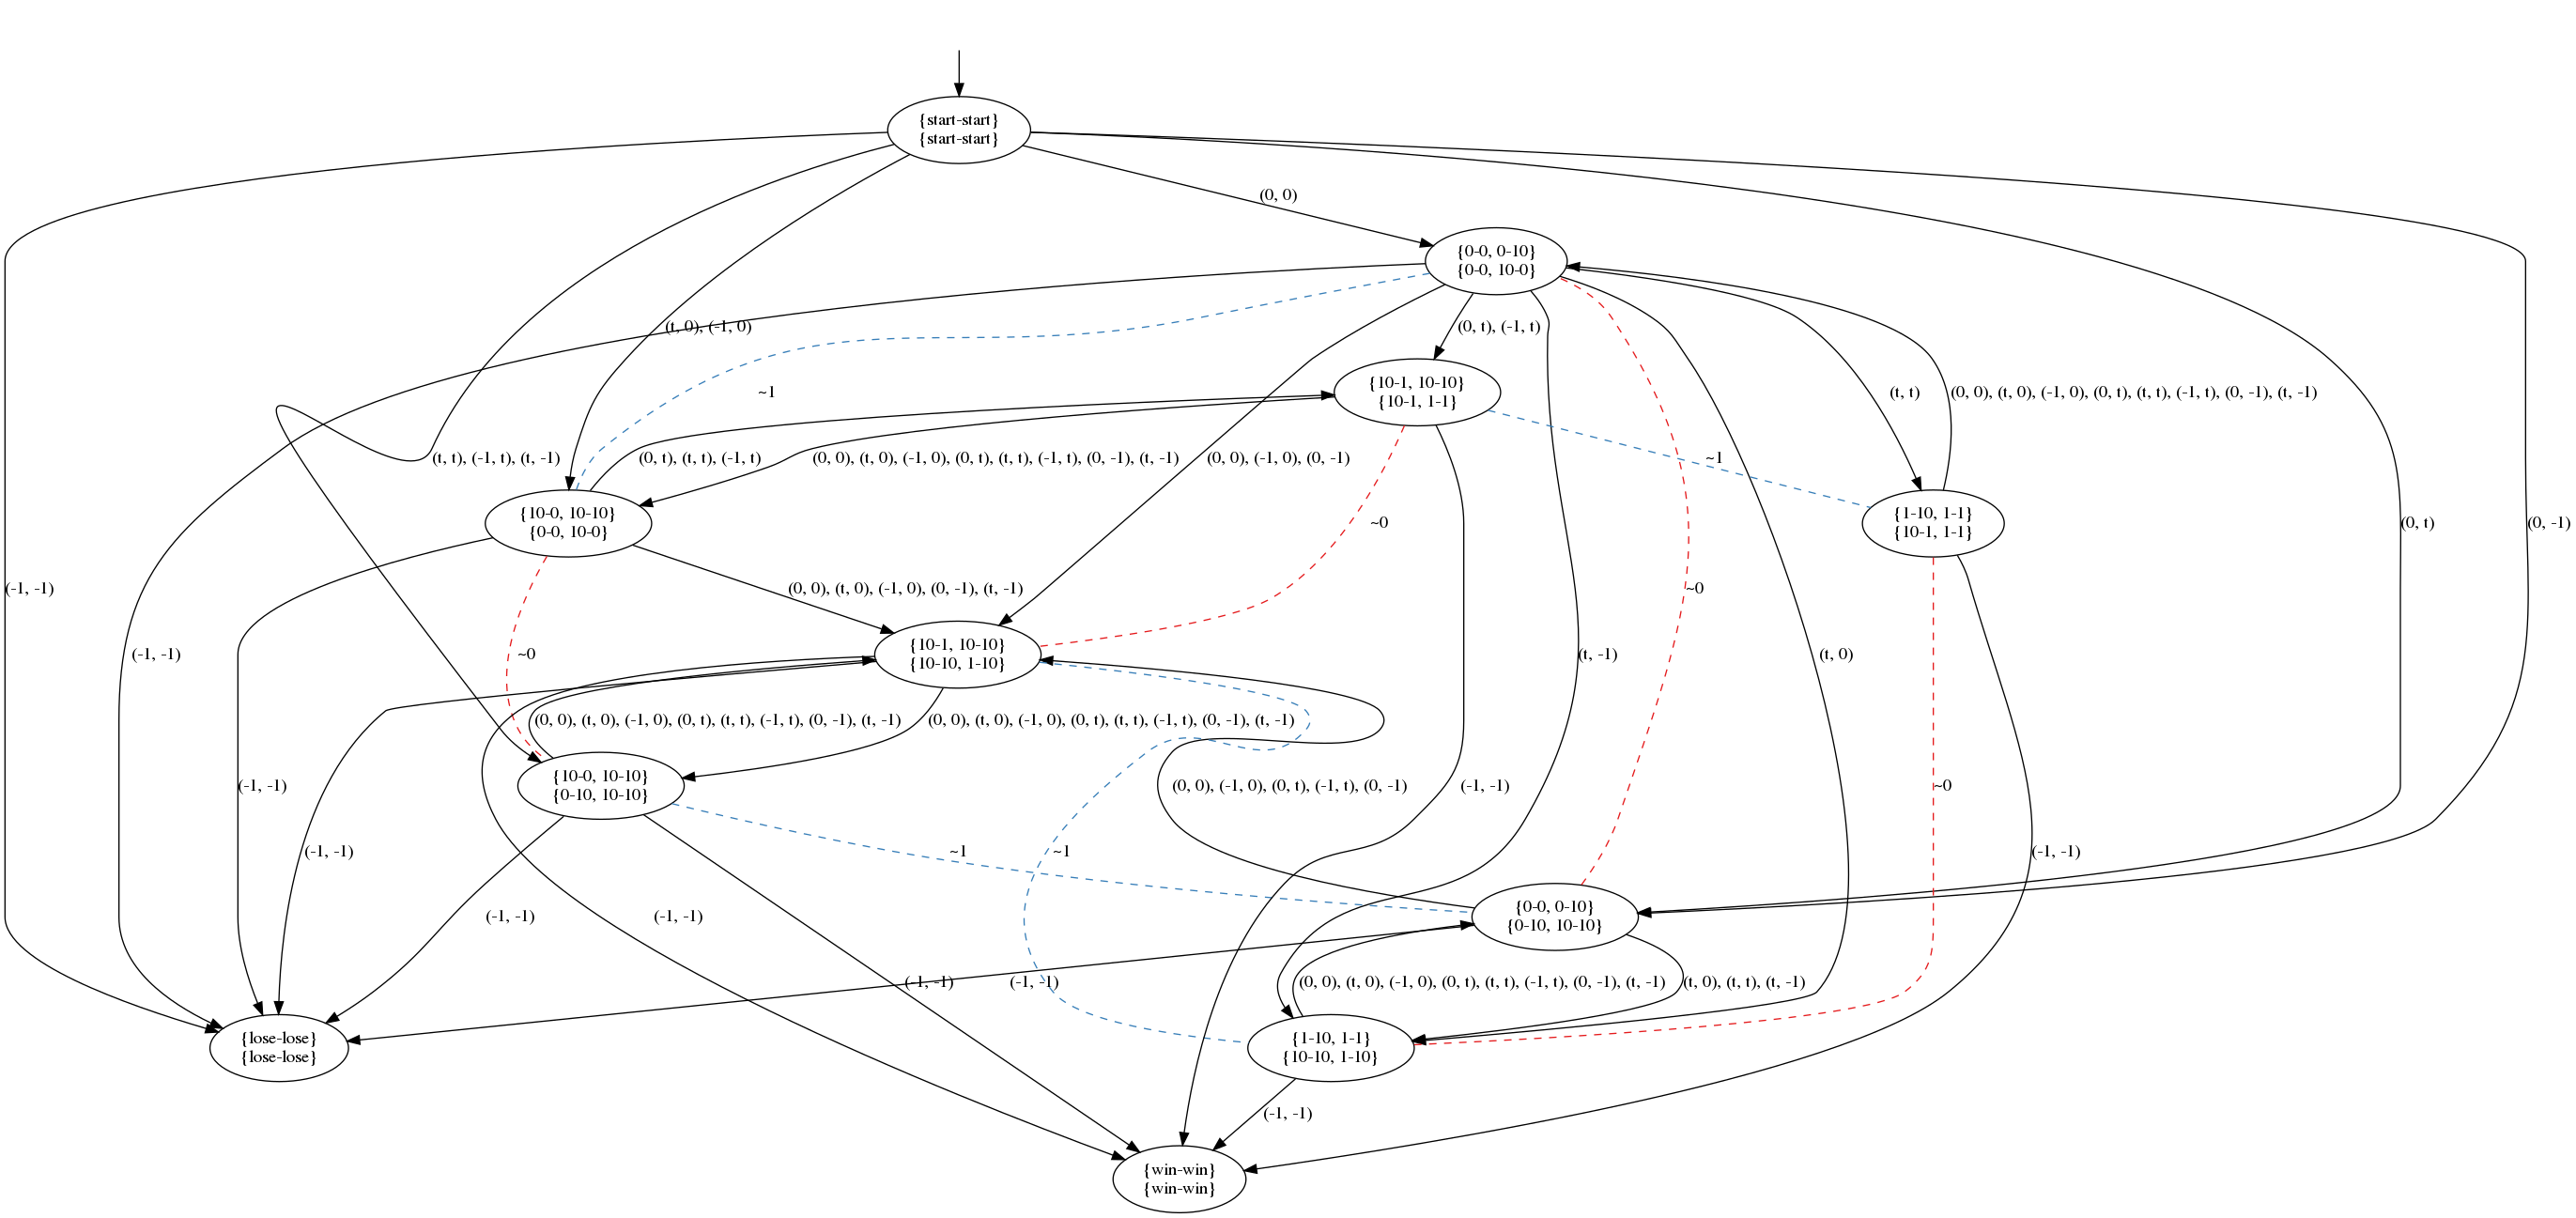 {start-start}
{start-start}
(0, 0)
{0-0, 0-10}
{0-0, 10-0}
(t, 0), (-1, 0)
(0, t), (-1, t)
{10-1, 10-10}
{10-1, 1-1}
~1
(t, t)
(0, 0), (t, 0), (-1, 0), (0, t), (t, t), (-1, t), (0, -1), (t, -1)
(t, t), (-1, t), (t, -1)
(0, t), (t, t), (-1, t)
(0, 0), (t, 0), (-1, 0), (0, t), (t, t), (-1, t), (0, -1), (t, -1)
(0, 0), (-1, 0), (0, -1)
~1
{10-0, 10-10}
{0-0, 10-0}
~0
{1-10, 1-1}
{10-1, 1-1}
(0, t)
(0, -1)
(-1, -1)
(0, 0), (t, 0), (-1, 0), (0, -1), (t, -1)
~0
(-1, -1)
~0
{10-1, 10-10}
{10-10, 1-10}
(t, -1)
(t, 0)
(0, 0), (t, 0), (-1, 0), (0, t), (t, t), (-1, t), (0, -1), (t, -1)
(0, 0), (t, 0), (-1, 0), (0, t), (t, t), (-1, t), (0, -1), (t, -1)
(-1, -1)
{10-0, 10-10}
{0-10, 10-10}
(0, 0), (-1, 0), (0, t), (-1, t), (0, -1)
(-1, -1)
~0
(-1, -1)
~1
~1
(-1, -1)
(-1, -1)
(-1, -1)
{0-0, 0-10}
{0-10, 10-10}
(-1, -1)
(-1, -1)
(0, 0), (t, 0), (-1, 0), (0, t), (t, t), (-1, t), (0, -1), (t, -1)
(t, 0), (t, t), (t, -1)
{lose-lose}
{lose-lose}
{1-10, 1-1}
{10-10, 1-10}
(-1, -1)
{win-win}
{win-win}